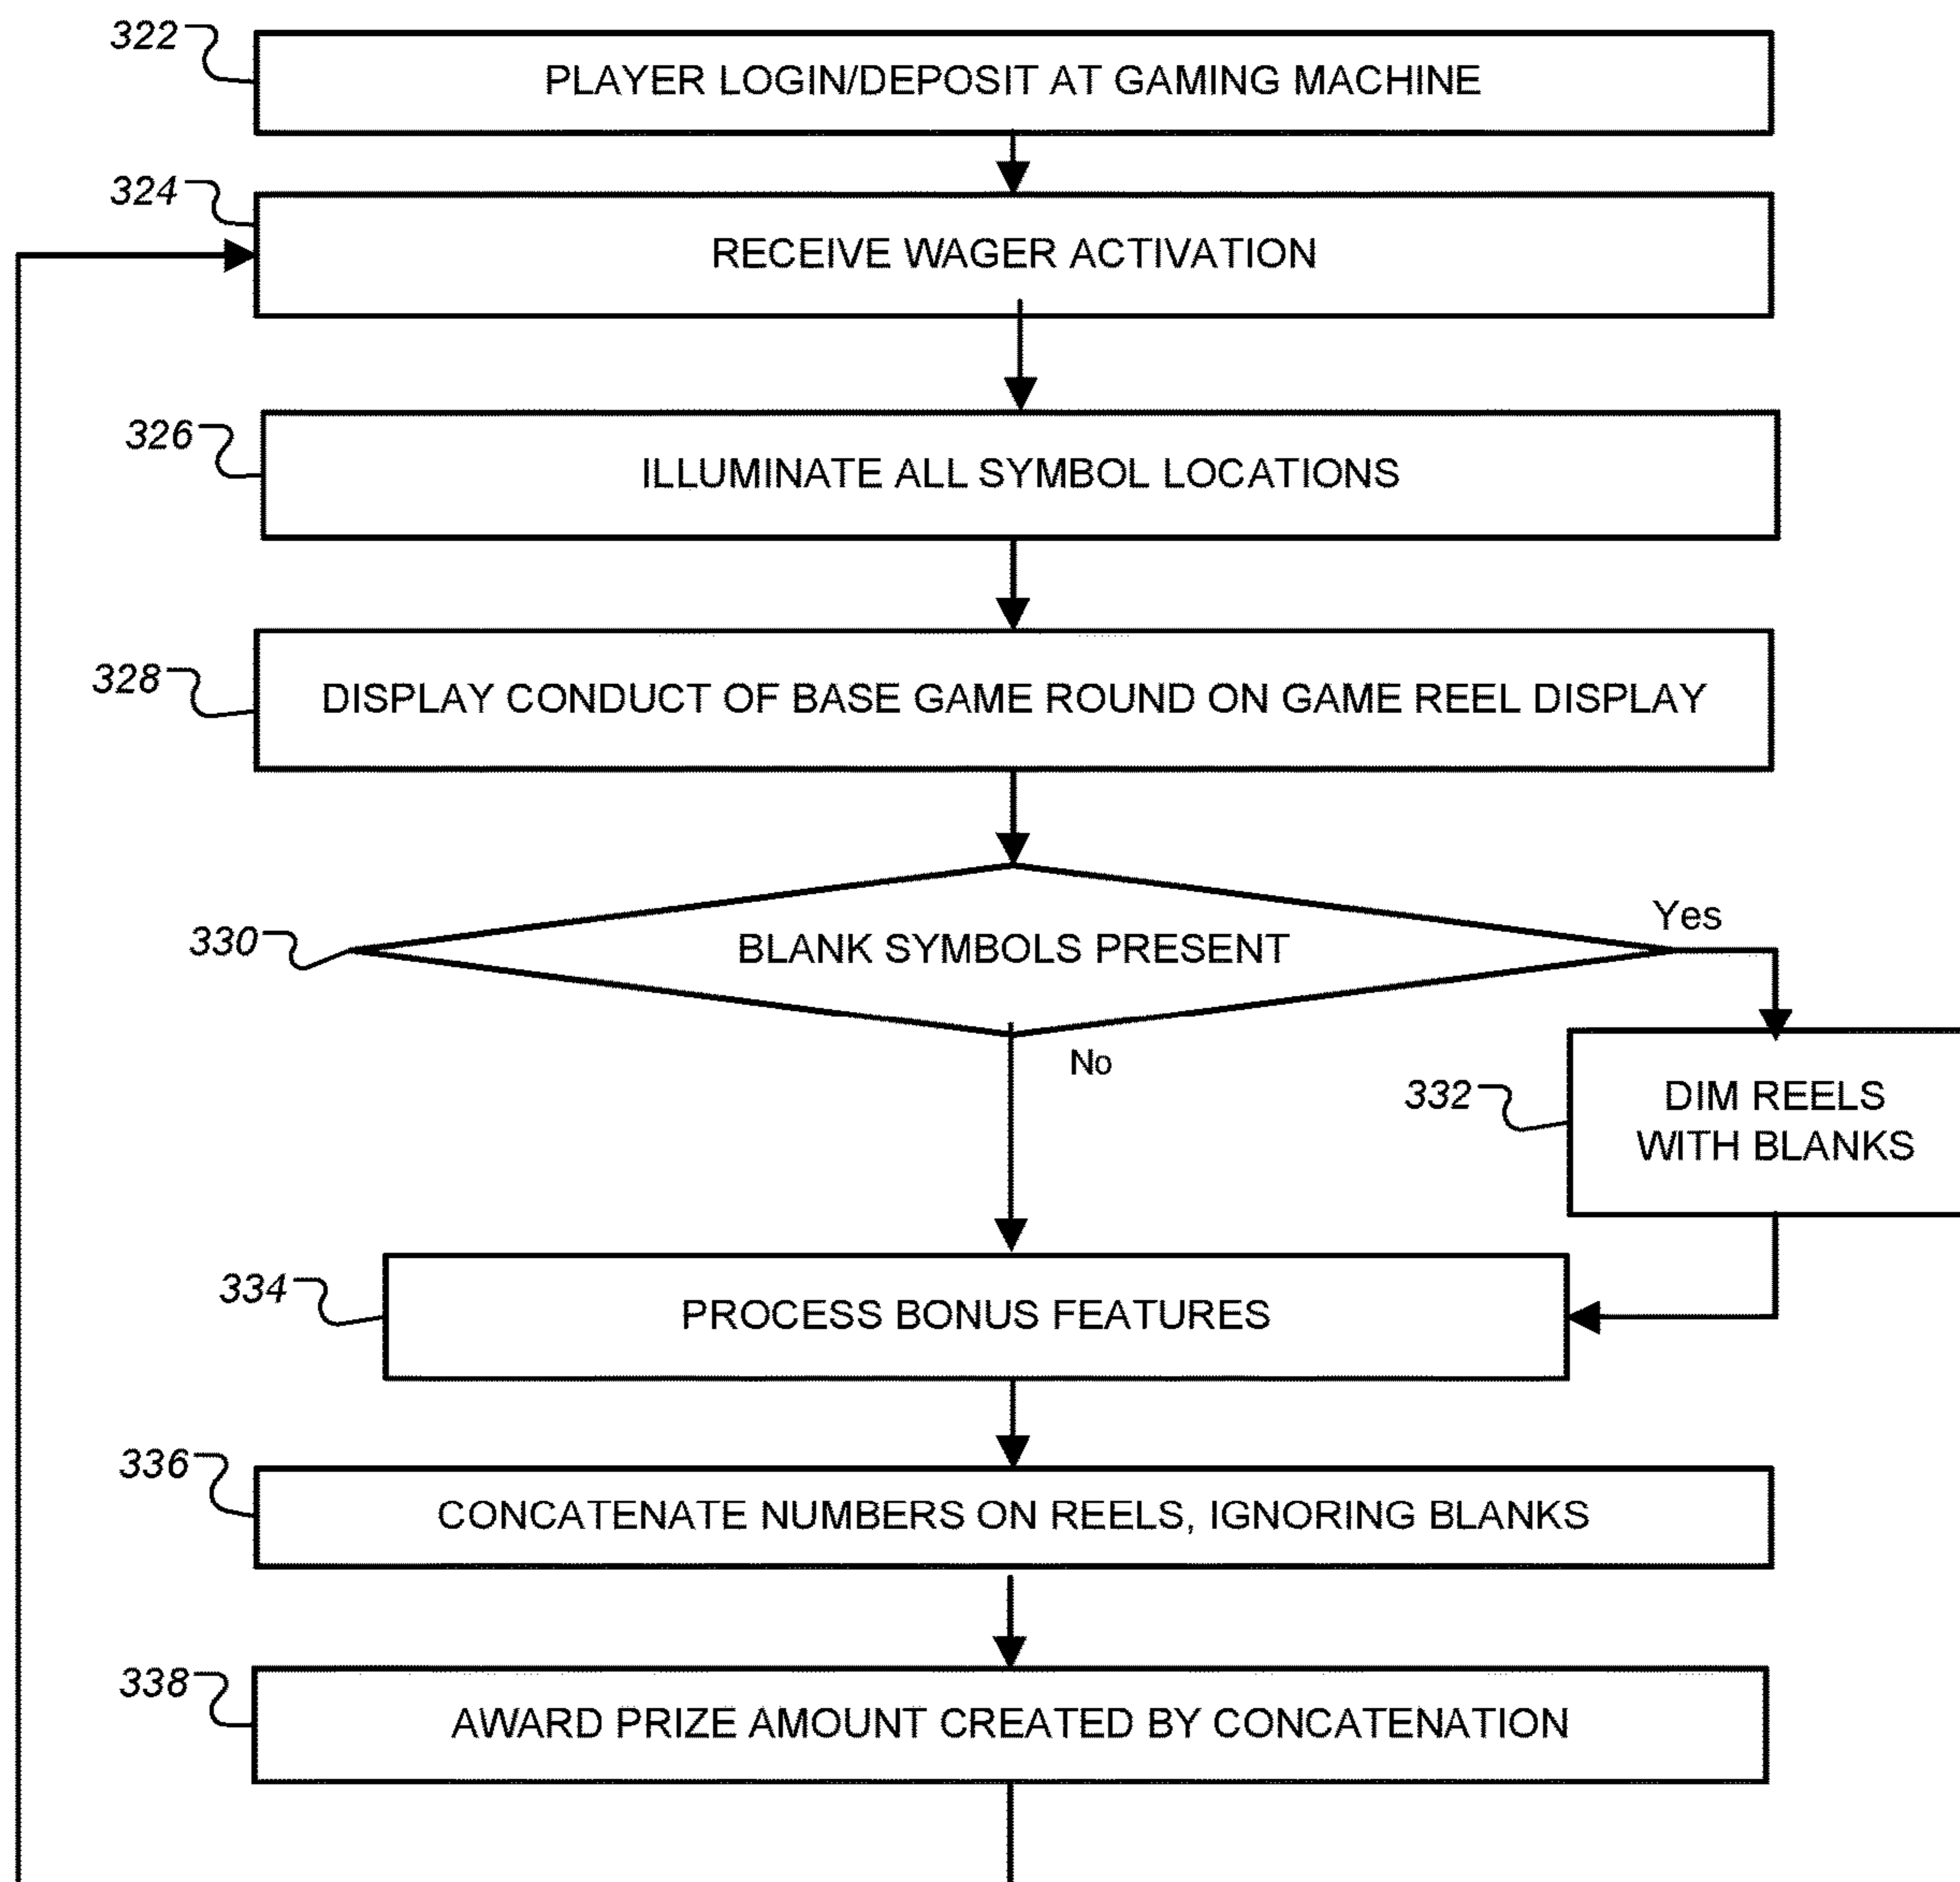 322
PLAYER LOGIN/DEPOSIT AT GAMING MACHINE
324
RECEIVE WAGER ACTIVATION
326
ILLUMINATE ALL SYMBOL LOCATIONS
328
DISPLAY CONDUCT OF BASE GAME ROUND ON GAME REEL DISPLAY
330
BLANK SYMBOLS PRESENT
Yes
No
332
DIM REELS
WITH BLANKS
334
PROCESS BONUS FEATURES
336
CONCATENATE NUMBERS ON REELS, IGNORING BLANKS
338
AWARD PRIZE AMOUNT CREATED BY CONCATENATION